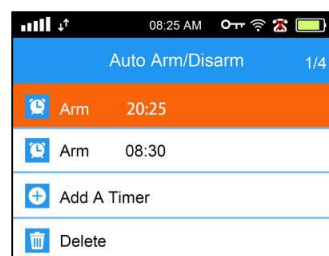 08:25 AM
Auto Arm/Disarm 1/4
Arm 20:25
Arm 08:30
Add A Timer
Delete